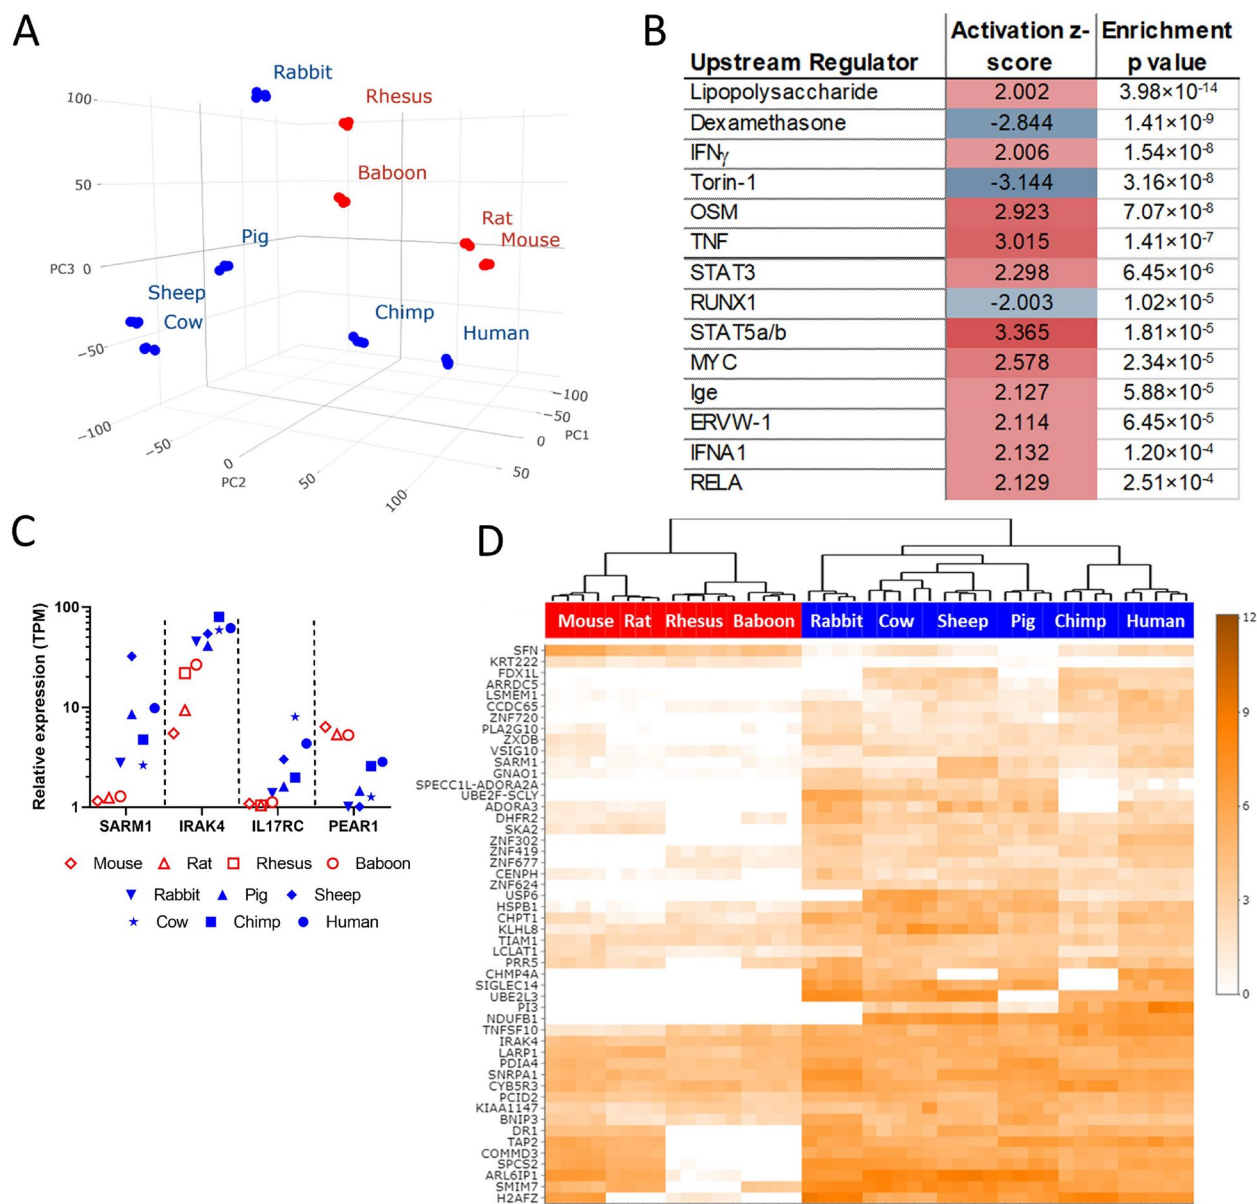 A
Rabbit
Rhesus
Baboon
Rat
Mouse
Pig
Sheep
Cow
Chimp
Human
100
50
PC3 0
−50
−100
−50
0
PC2
50
100
−100
−50
0 PC1
50
B
Upstream Regulator Activation z-score Enrichment p value
Lipopolysaccharide 2.002 3.98×10⁻¹⁴
Dexamethasone -2.844 1.41×10⁻⁹
IFNγ 2.006 1.54×10⁻⁸
Torin-1 -3.144 3.16×10⁻⁸
OSM 2.923 7.07×10⁻⁸
TNF 3.015 1.41×10⁻⁷
STAT3 2.298 6.45×10⁻⁶
RUNX1 -2.003 1.02×10⁻⁵
STAT5a/b 3.365 1.81×10⁻⁵
MYC 2.578 2.34×10⁻⁵
Ige 2.127 5.88×10⁻⁵
ERVW-1 2.114 6.45×10⁻⁵
IFNA1 2.132 1.20×10⁻⁴
RELA 2.129 2.51×10⁻⁴
C
Relative expression (TPM)
100
10
1
SARM1 IRAK4 IL17RC PEAR1
Mouse Rat Rhesus Baboon
Rabbit Pig Sheep
Cow Chimp Human
D
Mouse Rat Rhesus Baboon Rabbit Cow Sheep Pig Chimp Human
SFN
KRT222
FDX1L
ARRDC5
LSMEM1
CCDC65
ZNF720
PLA2G10
ZXDB
VSIG10
SARM1
GNAO1
SPECC1L-ADORA2A
UBE2F-SCLY
ADORA3
DHFR2
SKA2
ZNF302
ZNF419
ZNF677
CENPH
ZNF624
USP6
HSPB1
CHPT1
KLHL8
TIAM1
LCLAT1
PRR5
CHMP4A
SIGLEC14
UBE2L3
PI3
NDUFB1
TNFSF10
IRAK4
LARP1
PDIA4
SNRPA1
CYB5R3
PCID2
KIAA1147
BNIP3
DR1
TAP2
COMMD3
SPCS2
ARL6IP1
SMIM7
H2AFZ
12
9
6
3
0